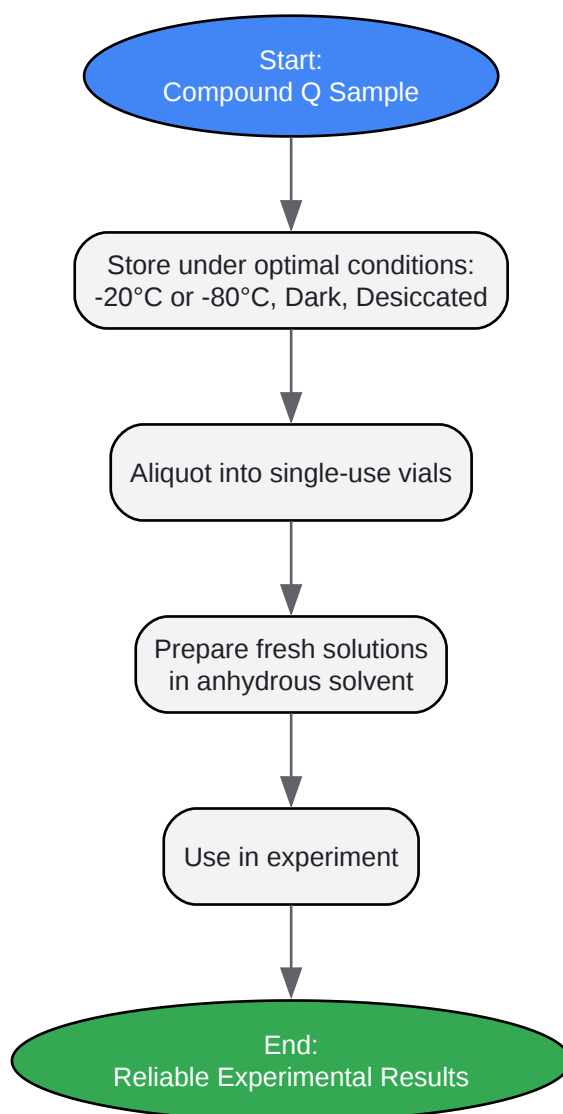 Start:
Compound Q Sample
Store under optimal conditions:
-20°C or -80°C, Dark, Desiccated
Aliquot into single-use vials
Prepare fresh solutions
in anhydrous solvent
Use in experiment
End:
Reliable Experimental Results